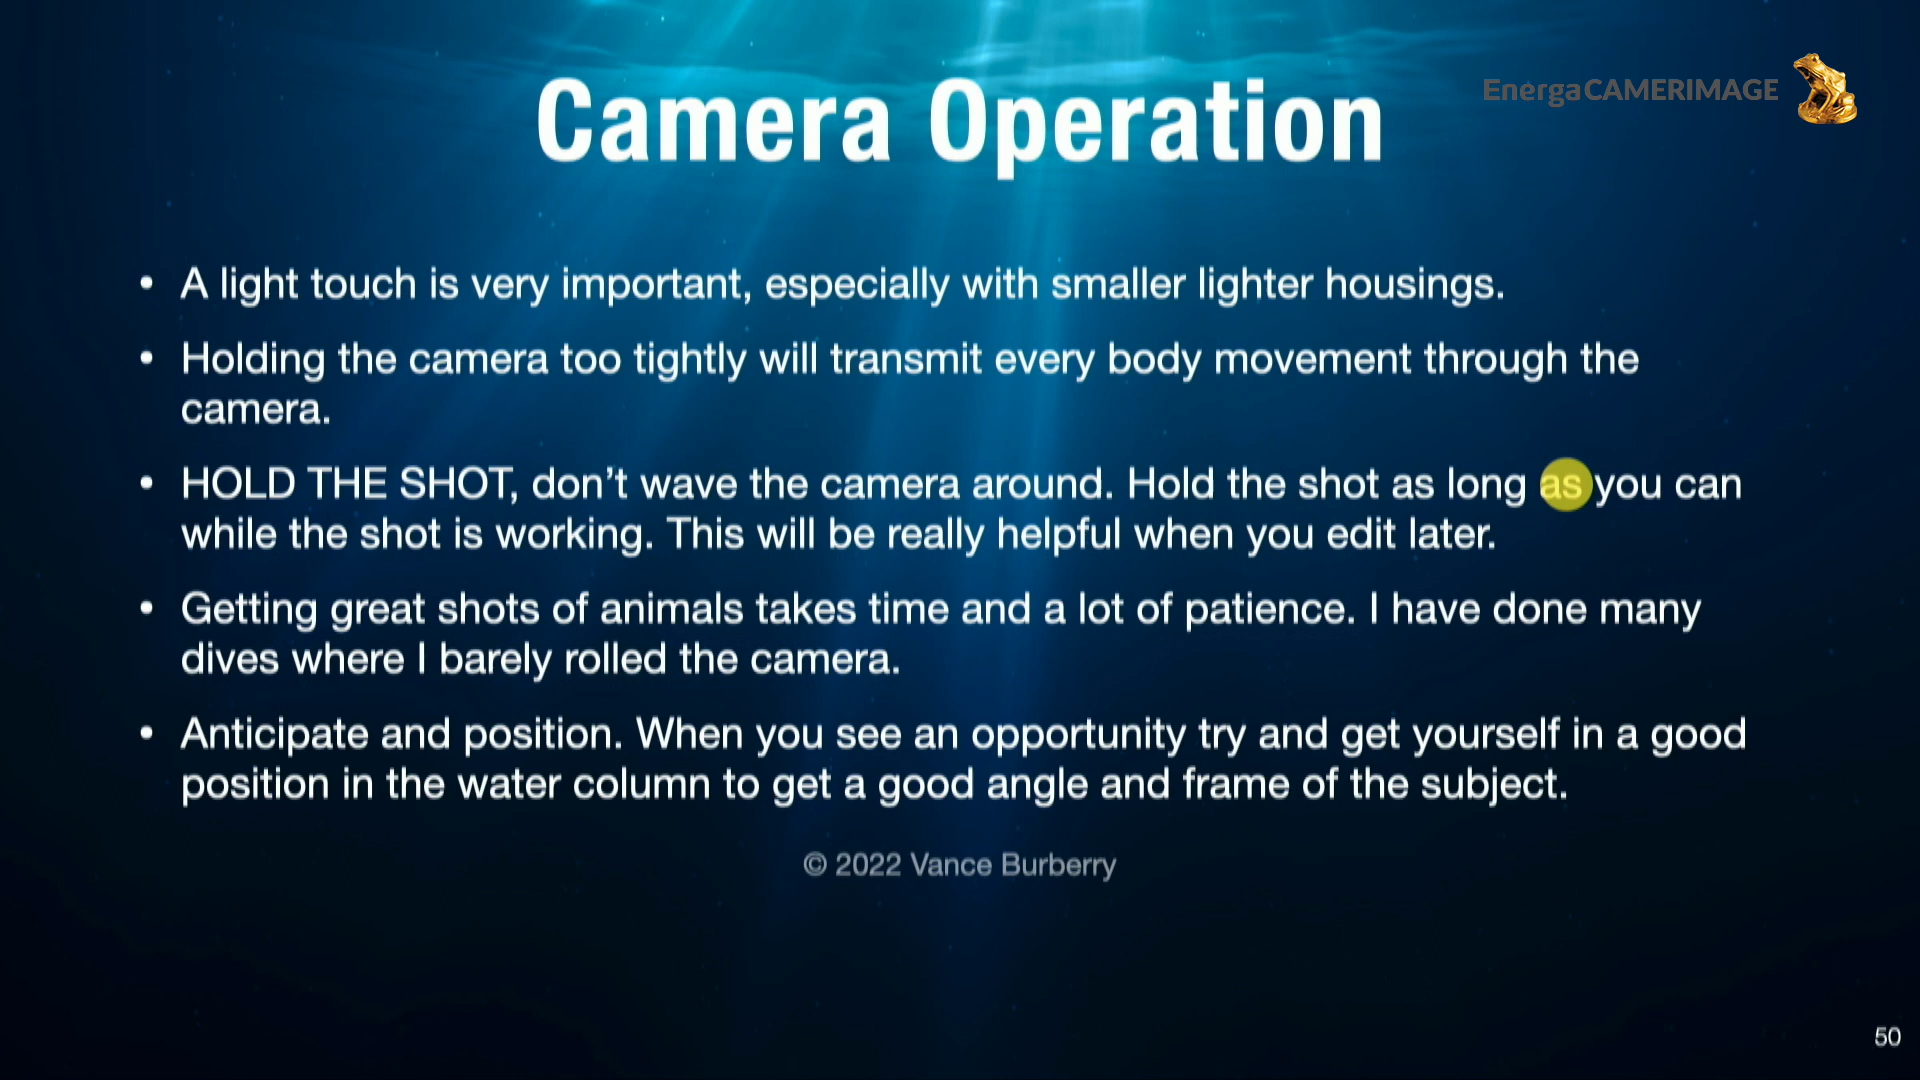 EnergaCAMERIMAGE
Camera Operation
• A light touch is very important, especially with smaller lighter housings.
• Holding the camera too tightly will transmit every body movement through the
camera.
• HOLD THE SHOT, don’t wave the camera around. Hold the shot as long as you can
while the shot is working. This will be really helpful when you edit later.
• Getting great shots of animals takes time and a lot of patience. I have done many
dives where I barely rolled the camera.
• Anticipate and position. When you see an opportunity try and get yourself in a good
position in the water column to get a good angle and frame of the subject.
© 2022 Vance Burberry
50